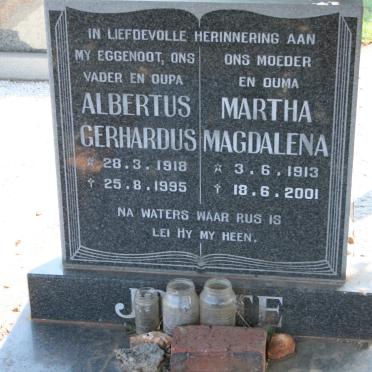 IN LIEFDEVOLLE HERINNERING AAN
MY EGGENOOT, ONS
VADER EN OUPA
ALBERTUS
GERHARDUS
☆ 28.3.1918
† 25.8.1995
ONS MOEDER
EN OUMA
MARTHA
MAGDALENA
☆ 3.6.1913
† 18.6.2001
NA WATERS WAAR RUS IS
LEI HY MY HEEN.